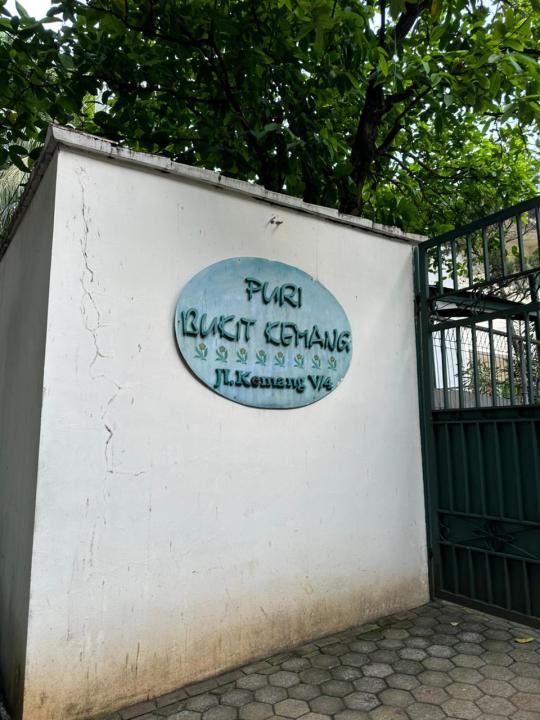 PURI
BUKIT KEMANG
Jl. Kemang V/4